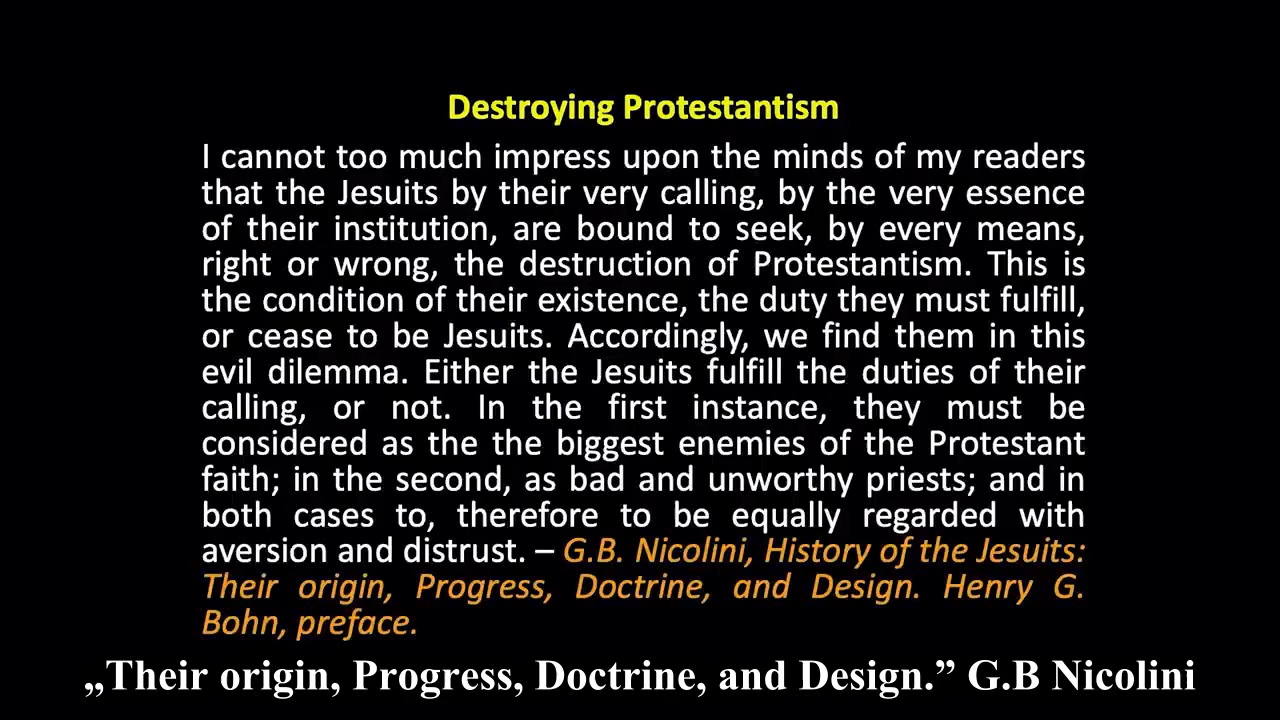 Destroying Protestantism
I cannot too much impress upon the minds of my readers
that the Jesuits by their very calling, by the very essence
of their institution, are bound to seek, by every means,
right or wrong, the destruction of Protestantism. This is
the condition of their existence, the duty they must fulfill,
or cease to be Jesuits. Accordingly, we find them in this
evil dilemma. Either the Jesuits fulfill the duties of their
calling, or not. In the first instance, they must be
considered as the the biggest enemies of the Protestant
faith; in the second, as bad and unworthy priests; and in
both cases to, therefore to be equally regarded with
aversion and distrust. – G.B. Nicolini, History of the Jesuits:
Their origin, Progress, Doctrine, and Design. Henry G.
Bohn, preface.
„Their origin, Progress, Doctrine, and Design.” G.B Nicolini